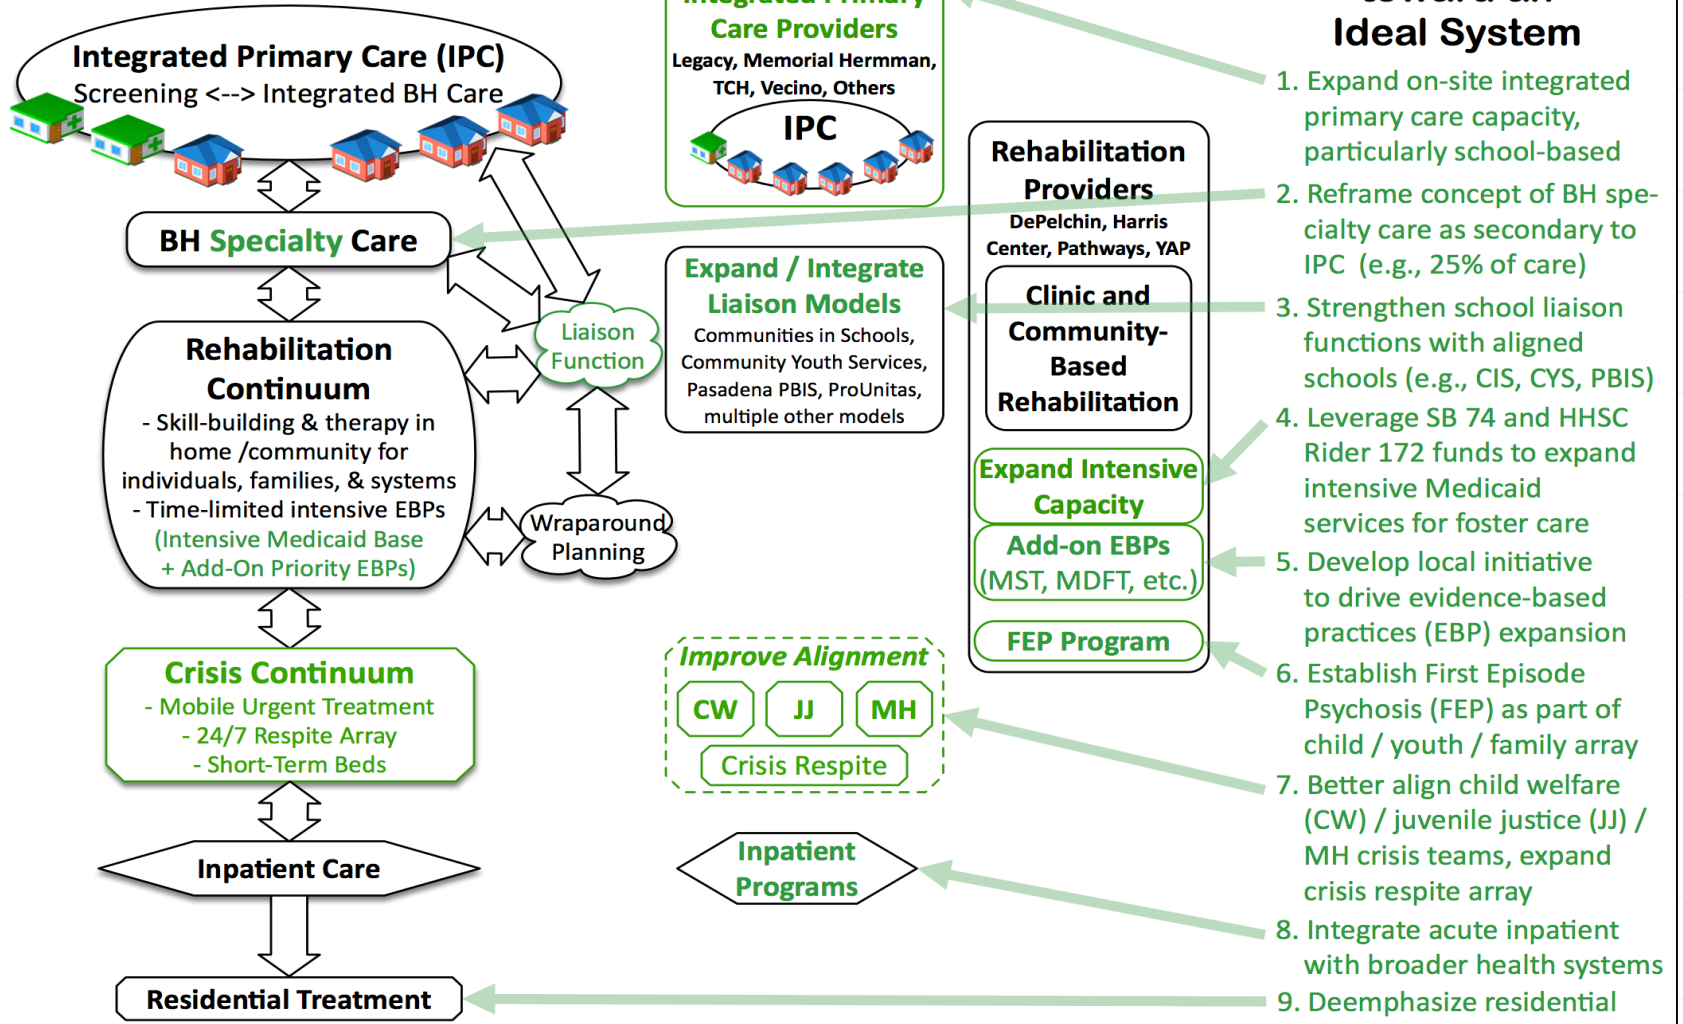 Integrated Primary Care (IPC)
Screening <--> Integrated BH Care
BH Specialty Care
Rehabilitation
Continuum
- Skill-building & therapy in
home /community for
individuals, families, & systems
- Time-limited intensive EBPs
(Intensive Medicaid Base
+ Add-On Priority EBPs)
Crisis Continuum
- Mobile Urgent Treatment
- 24/7 Respite Array
- Short-Term Beds
Inpatient Care
Residential Treatment
Liaison
Function
Wraparound
Planning
Integrated Primary
Care Providers
Legacy, Memorial Hermman,
TCH, Vecino, Others
IPC
Expand / Integrate
Liaison Models
Communities in Schools,
Community Youth Services,
Pasadena PBIS, ProUnitas,
multiple other models
Improve Alignment
CW
JJ
MH
Crisis Respite
Inpatient
Programs
Rehabilitation
Providers
DePelchin, Harris
Center, Pathways, YAP
Clinic and
Community-
Based
Rehabilitation
Expand Intensive
Capacity
Add-on EBPs
(MST, MDFT, etc.)
FEP Program
toward an
Ideal System
1. Expand on-site integrated
primary care capacity,
particularly school-based
2. Reframe concept of BH spe-
cialty care as secondary to
IPC (e.g., 25% of care)
3. Strengthen school liaison
functions with aligned
schools (e.g., CIS, CYS, PBIS)
4. Leverage SB 74 and HHSC
Rider 172 funds to expand
intensive Medicaid
services for foster care
5. Develop local initiative
to drive evidence-based
practices (EBP) expansion
6. Establish First Episode
Psychosis (FEP) as part of
child / youth / family array
7. Better align child welfare
(CW) / juvenile justice (JJ) /
MH crisis teams, expand
crisis respite array
8. Integrate acute inpatient
with broader health systems
9. Deemphasize residential